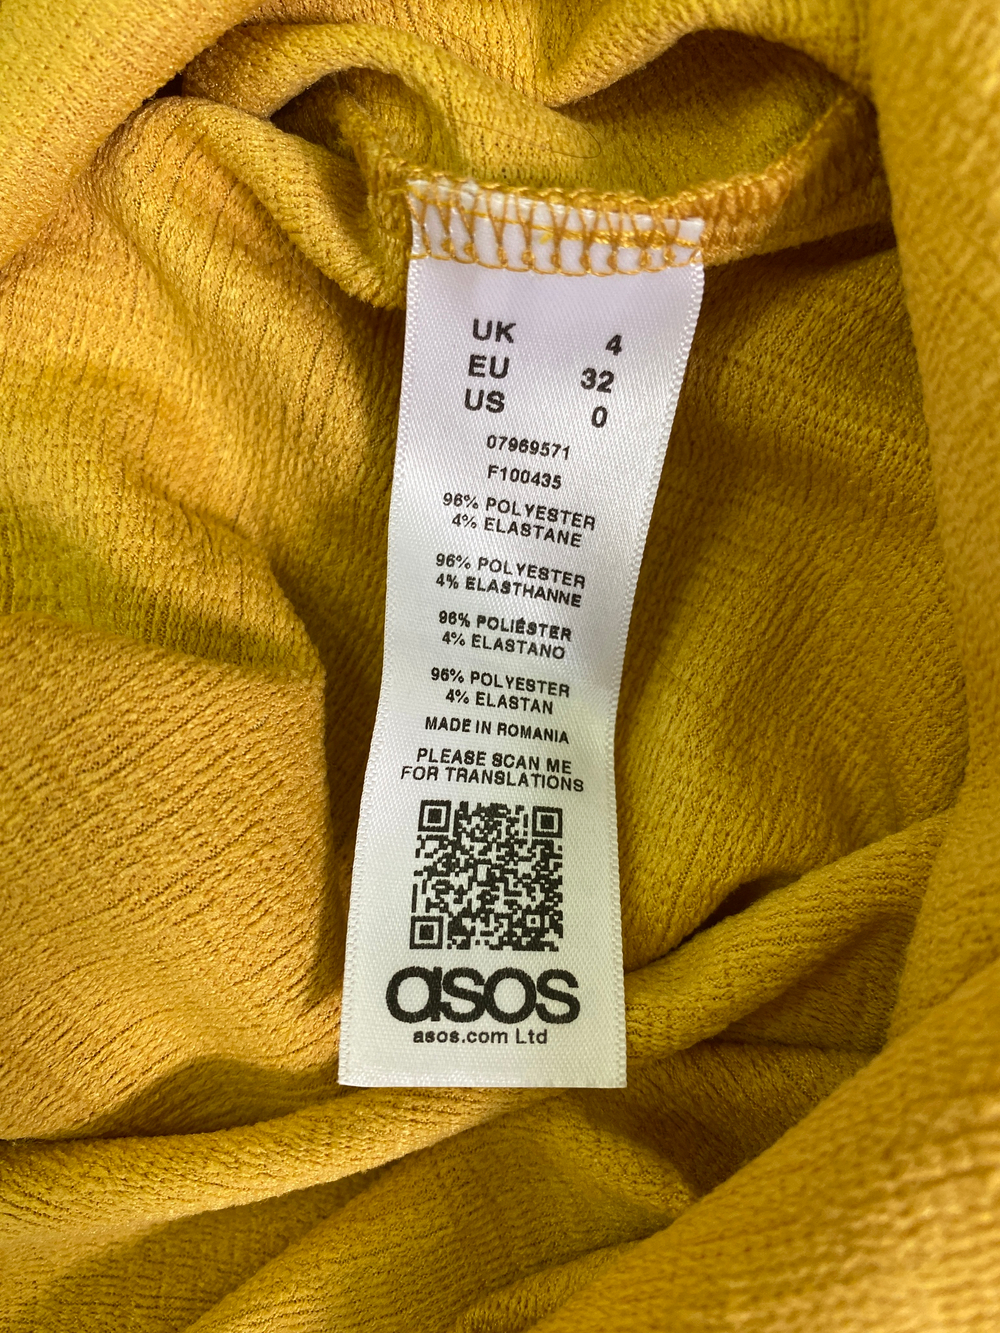 UK 4
EU 32
US 0
07969571
F100435
96% POLYESTER
4% ELASTANE
96% POLYESTER
4% ELASTHANNE
96% POLIÉSTER
4% ELASTANO
96% POLYESTER
4% ELASTAN
MADE IN ROMANIA
PLEASE SCAN ME
FOR TRANSLATIONS
asos
asos.com Ltd